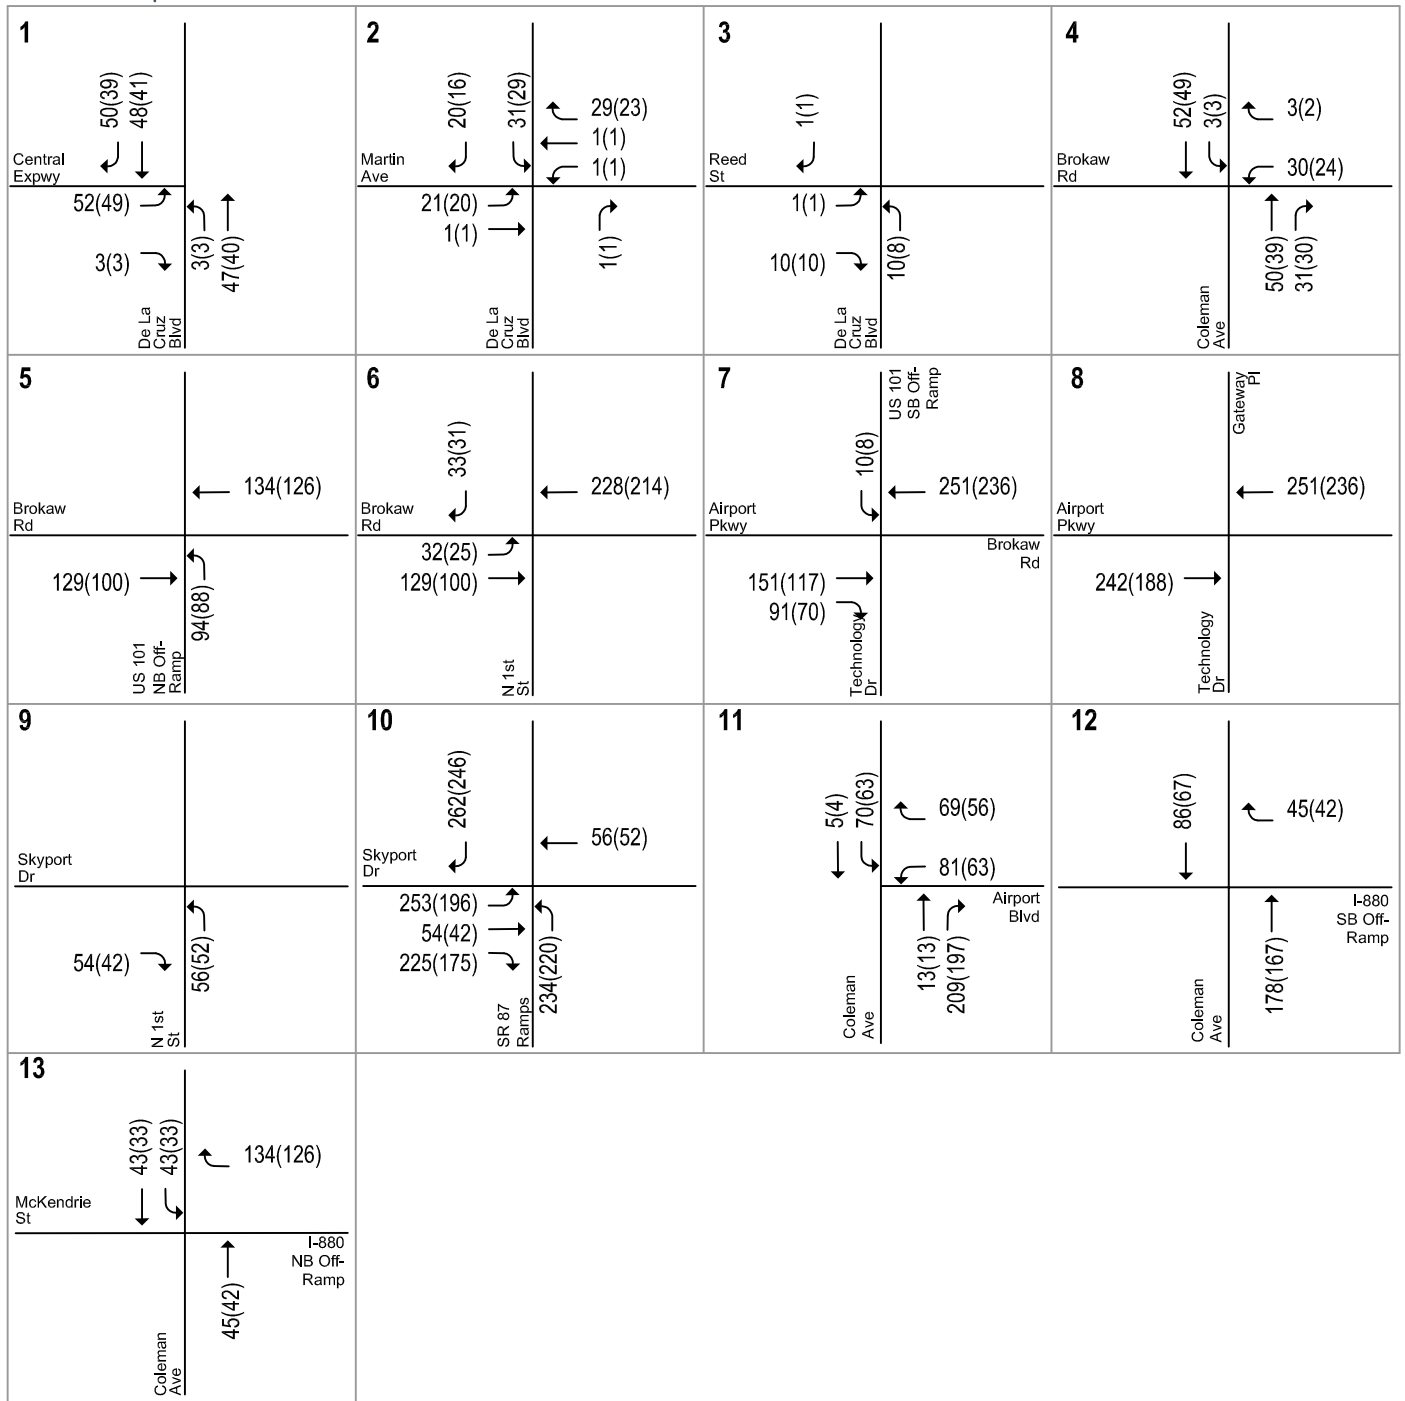 1
50(39)
48(41)
Central
Expwy
52(49)
3(3)
3(3)
47(40)
De La
Cruz
Blvd
2
20(16)
31(29)
29(23)
1(1)
1(1)
Martin
Ave
21(20)
1(1)
1(1)
De La
Cruz
Blvd
3
1(1)
Reed
St
1(1)
10(10)
10(8)
De La
Cruz
Blvd
4
52(49)
3(3)
3(2)
30(24)
Brokaw
Rd
50(39)
31(30)
Coleman
Ave
5
134(126)
Brokaw
Rd
129(100)
94(88)
US 101
NB Off-
Ramp
6
33(31)
228(214)
Brokaw
Rd
32(25)
129(100)
N 1st
St
7
US 101
SB Off-
Ramp
10(8)
251(236)
Airport
Pkwy
Brokaw
Rd
151(117)
91(70)
Technology
Dr
8
Gateway
Pl
251(236)
Airport
Pkwy
242(188)
Technology
Dr
9
Skyport
Dr
54(42)
56(52)
N 1st
St
10
262(246)
56(52)
Skyport
Dr
253(196)
54(42)
225(175)
234(220)
SR 87
Ramps
11
5(4)
70(63)
69(56)
81(63)
Airport
Blvd
13(13)
209(197)
Coleman
Ave
12
86(67)
45(42)
I-880
SB Off-
Ramp
178(167)
Coleman
Ave
13
43(33)
43(33)
134(126)
McKendrie
St
I-880
NB Off-
Ramp
45(42)
Coleman
Ave